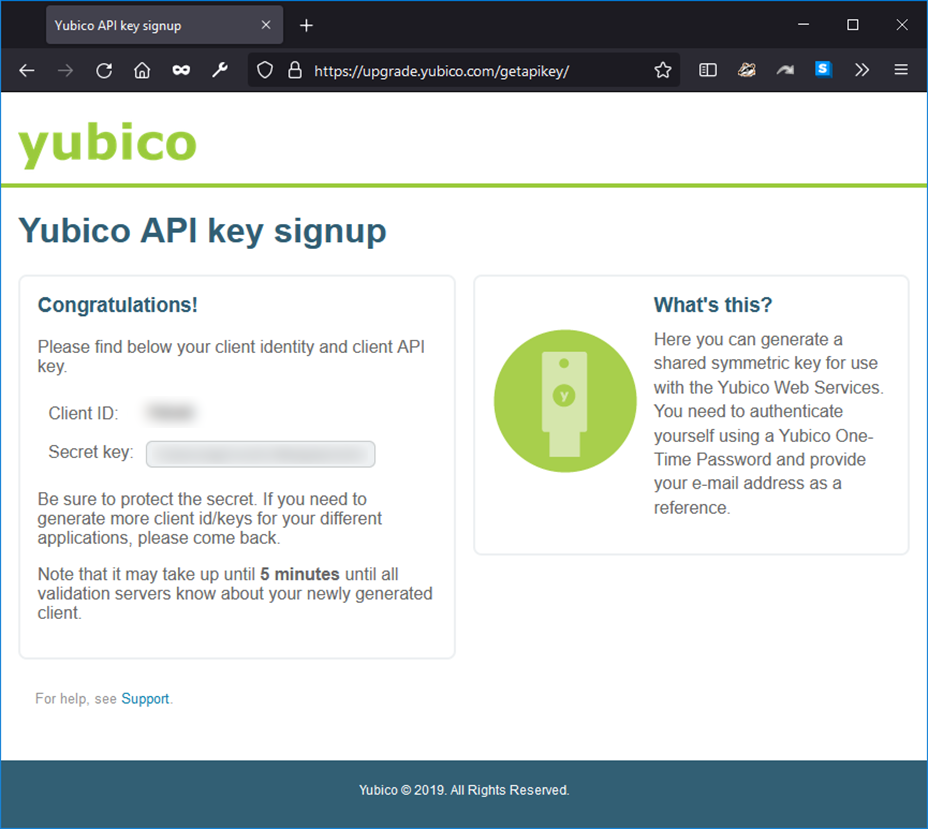 Yubico API key signup
https://upgrade.yubico.com/getapikey/
S
yubico
Yubico API key signup
Congratulations!
Please find below your client identity and client API
key.
Client ID:
Secret key:
Be sure to protect the secret. If you need to
generate more client id/keys for your different
applications, please come back.
Note that it may take up until 5 minutes until all
validation servers know about your newly generated
client.
y
What's this?
Here you can generate a
shared symmetric key for use
with the Yubico Web Services.
You need to authenticate
yourself using a Yubico One-
Time Password and provide
your e-mail address as a
reference.
For help, see Support.
Yubico © 2019. All Rights Reserved.